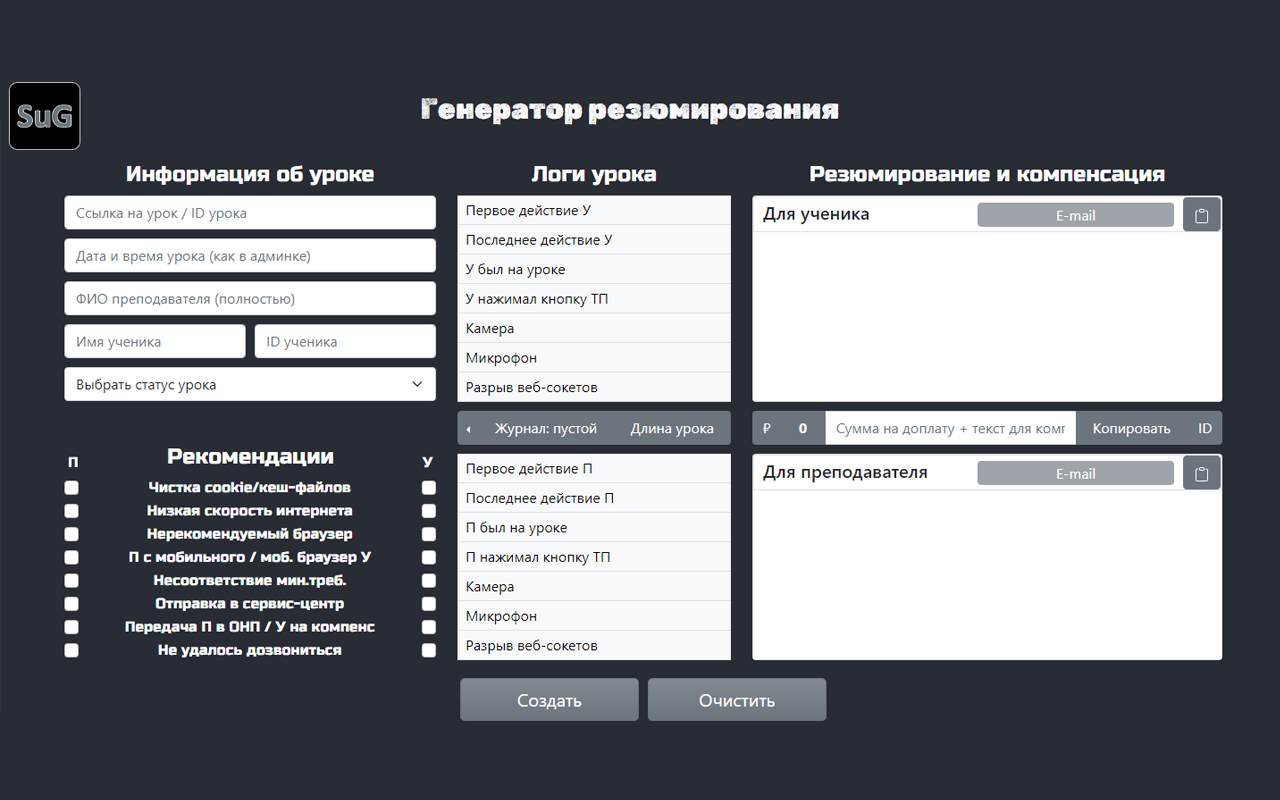 SuG
Генератор резюмирования
Информация об уроке
Ссылка на урок / ID урока
Дата и время урока (как в админке)
ФИО преподавателя (полностью)
Имя ученика
ID ученика
Выбрать статус урока
П
Рекомендации
У
Чистка cookie/кеш-файлов
Низкая скорость интернета
Нерекомендуемый браузер
П с мобильного / моб. браузер У
Несоответствие мин.треб.
Отправка в сервис-центр
Передача П в ОНП / У на компенс
Не удалось дозвониться
Логи урока
Первое действие У
Последнее действие У
У был на уроке
У нажимал кнопку ТП
Камера
Микрофон
Разрыв веб-сокетов
Журнал: пустой
Длина урока
Первое действие П
Последнее действие П
П был на уроке
П нажимал кнопку ТП
Камера
Микрофон
Разрыв веб-сокетов
Резюмирование и компенсация
Для ученика
E-mail
₽ 0
Сумма на доплату + текст для комг
Копировать
ID
Для преподавателя
E-mail
Создать
Очистить